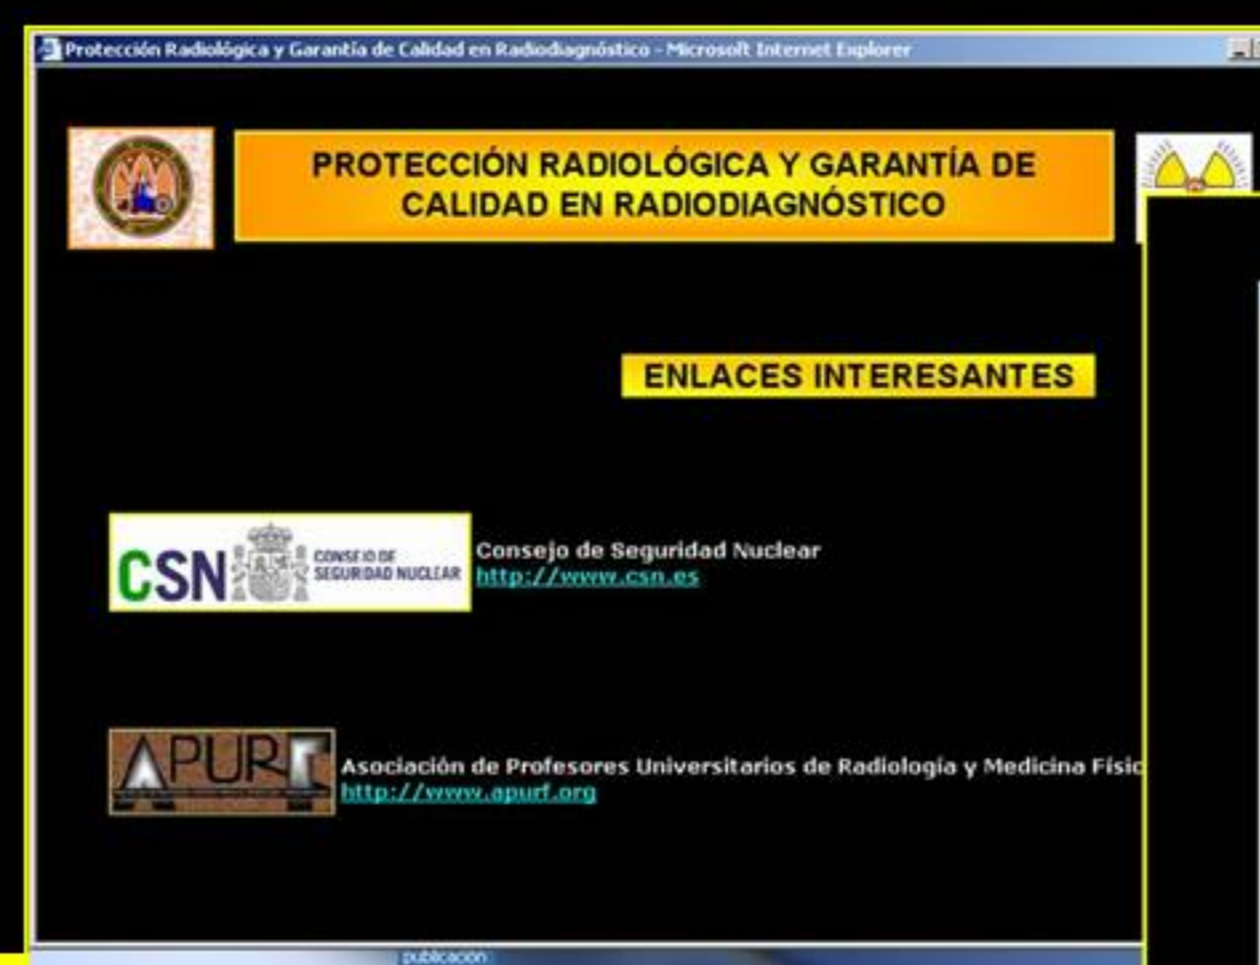 Protección Radiológica y Garantía de Calidad en Radiodiagnóstico - Microsoft Internet Explorer
PROTECCIÓN RADIOLÓGICA Y GARANTÍA DE
CALIDAD EN RADIODIAGNÓSTICO
ENLACES INTERESANTES
CSN
CONSEJO DE
SEGURIDAD NUCLEAR
Consejo de Seguridad Nuclear
http://www.csn.es
APURF
Asociación de Profesores Universitarios de Radiología y Medicina Físic
http://www.apurf.org
publicación